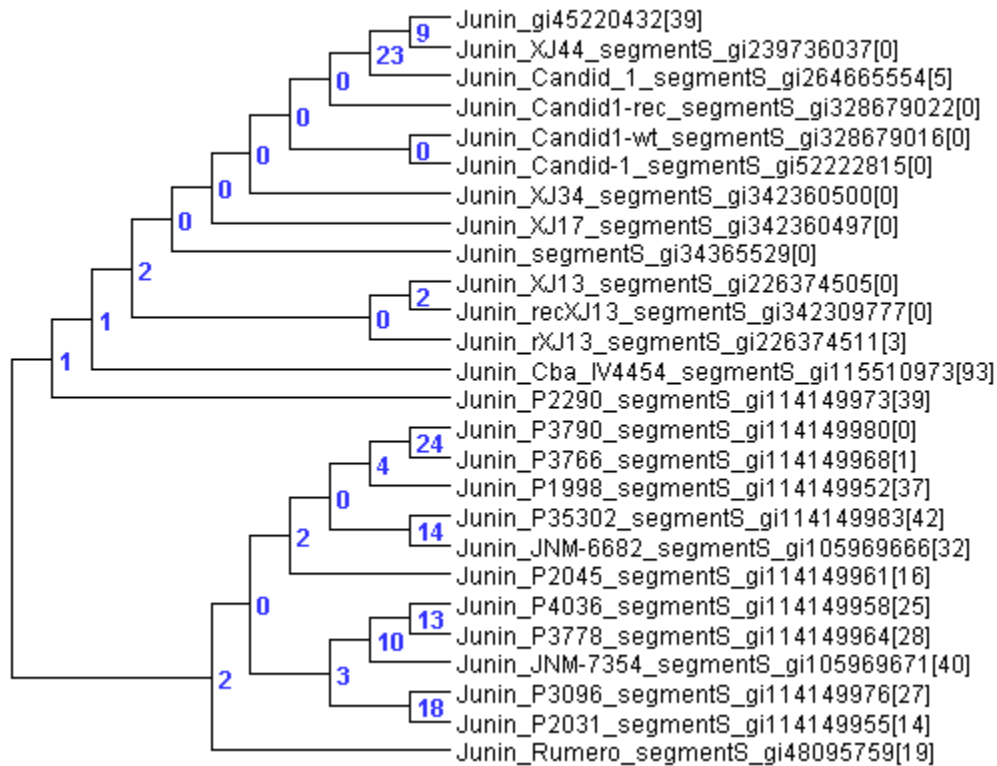 Junin_gi45220432[39]
9
Junin_XJ44_segmentS_gi239736037[0]
23
Junin_Candid_1_segmentS_gi264665554[5]
0
Junin_Candid1-rec_segmentS_gi328679022[0]
0
Junin_Candid1-wt_segmentS_gi328679016[0]
0
0
Junin_Candid-1_segmentS_gi52222815[0]
0
Junin_XJ34_segmentS_gi342360500[0]
0
Junin_XJ17_segmentS_gi342360497[0]
Junin_segmentS_gi34365529[0]
2
Junin_XJ13_segmentS_gi226374505[0]
2
Junin_recXJ13_segmentS_gi342309777[0]
1
0
Junin_rXJ13_segmentS_gi226374511[3]
1
Junin_Cba_IV4454_segmentS_gi115510973[93]
Junin_P2290_segmentS_gi114149973[39]
Junin_P3790_segmentS_gi114149980[0]
24
Junin_P3766_segmentS_gi114149968[1]
4
Junin_P1998_segmentS_gi114149952[37]
0
Junin_P35302_segmentS_gi114149983[42]
14
2
Junin_JNM-6682_segmentS_gi105969666[32]
Junin_P2045_segmentS_gi114149961[16]
0
Junin_P4036_segmentS_gi114149958[25]
13
Junin_P3778_segmentS_gi114149964[28]
10
Junin_JNM-7354_segmentS_gi105969671[40]
3
2
Junin_P3096_segmentS_gi114149976[27]
18
Junin_P2031_segmentS_gi114149955[14]
Junin_Rumero_segmentS_gi48095759[19]